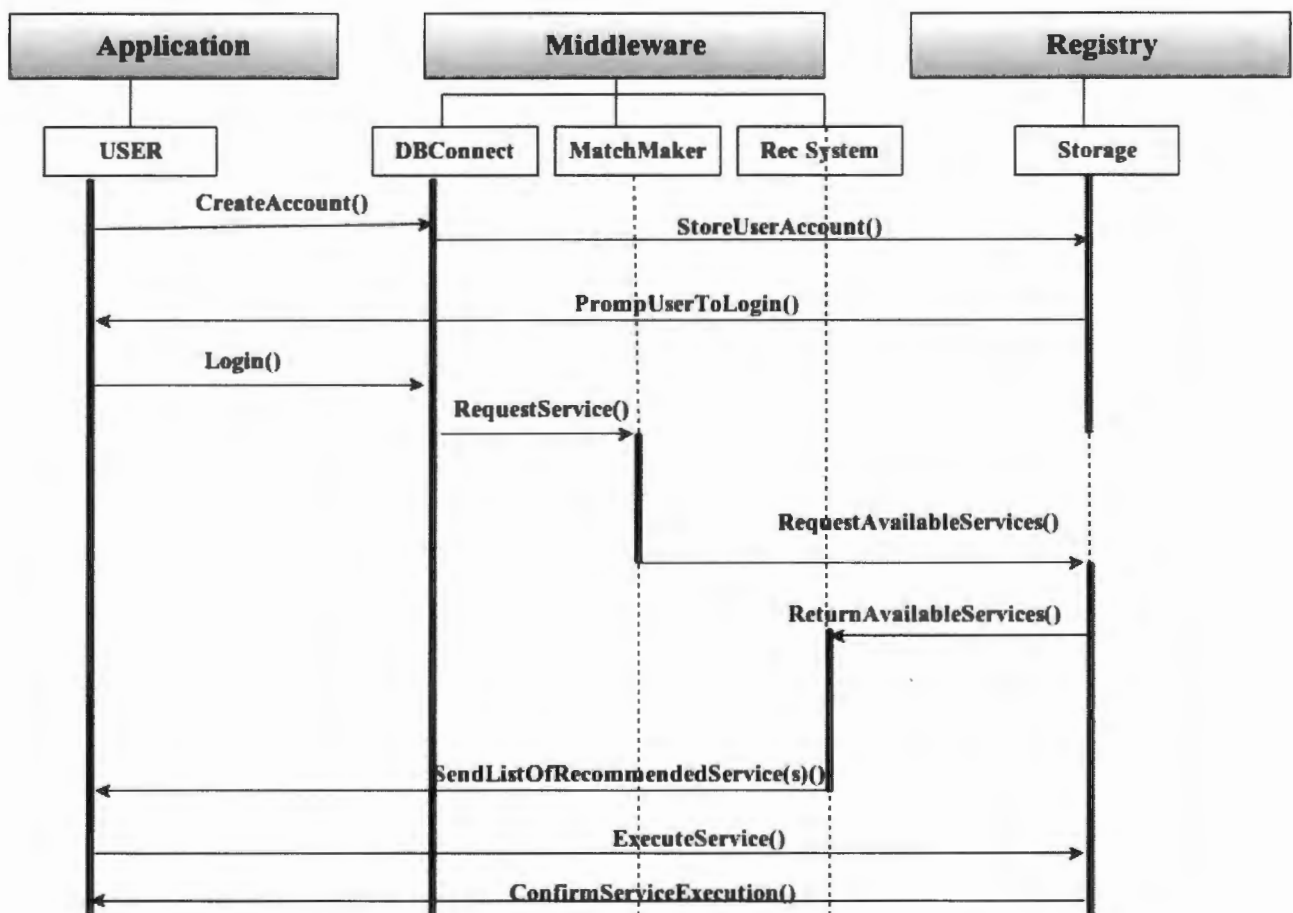 Application
Middleware
Registry
USER
DBConnect
MatchMaker
Rec System
Storage
CreateAccount()
StoreUserAccount()
PrompUserToLogin()
Login()
RequestService()
RequestAvailableServices()
ReturnAvailableServices()
SendListOfRecommendedService(s)()
ExecuteService()
ConfirmServiceExecution()